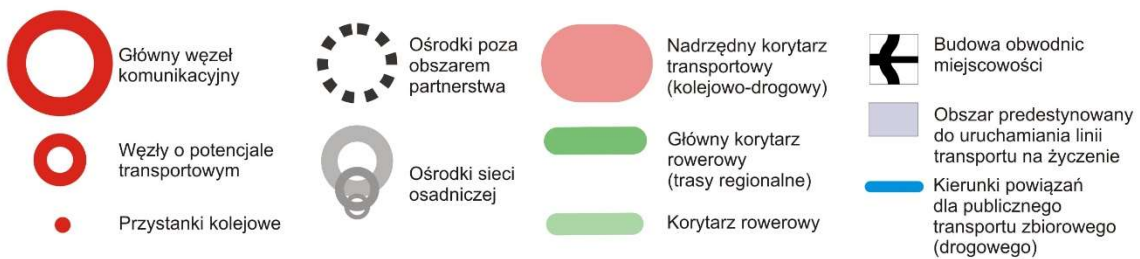 Główny węzeł
komunikacyjny
Węzły o potencjale
transportowym
Przystanki kolejowe
Ośrodki poza
obszarem
partnerstwa
Ośrodki sieci
osadniczej
Nadrzędny korytarz
transportowy
(kolejowo-drogowy)
Główny korytarz
rowerowy
(trasy regionalne)
Korytarz rowerowy
Budowa obwodnic
miejscowości
Obszar predestynowany
do uruchamiania linii
transportu na życzenie
Kierunki powiązań
dla publicznego
transportu zbiorowego
(drogowego)